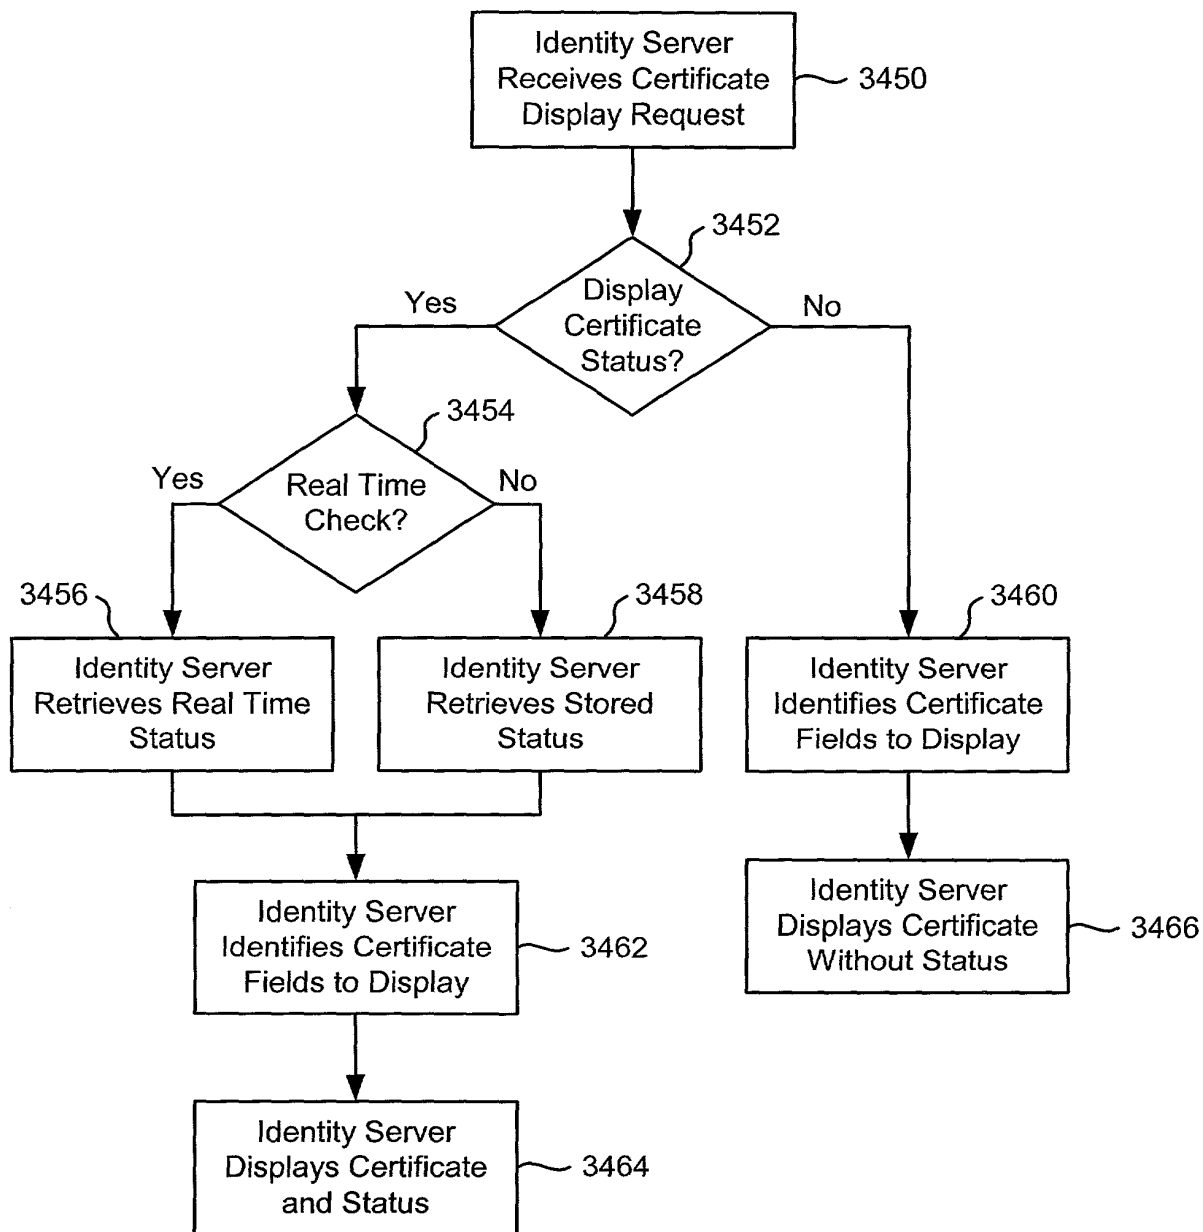 Identity Server
Receives Certificate
Display Request
3450
3452
Display
Certificate
Status?
Yes
No
3454
Real Time
Check?
Yes
No
3456
Identity Server
Retrieves Real Time
Status
3458
Identity Server
Retrieves Stored
Status
3460
Identity Server
Identifies Certificate
Fields to Display
Identity Server
Identifies Certificate
Fields to Display
3462
Identity Server
Displays Certificate
Without Status
3466
Identity Server
Displays Certificate
and Status
3464